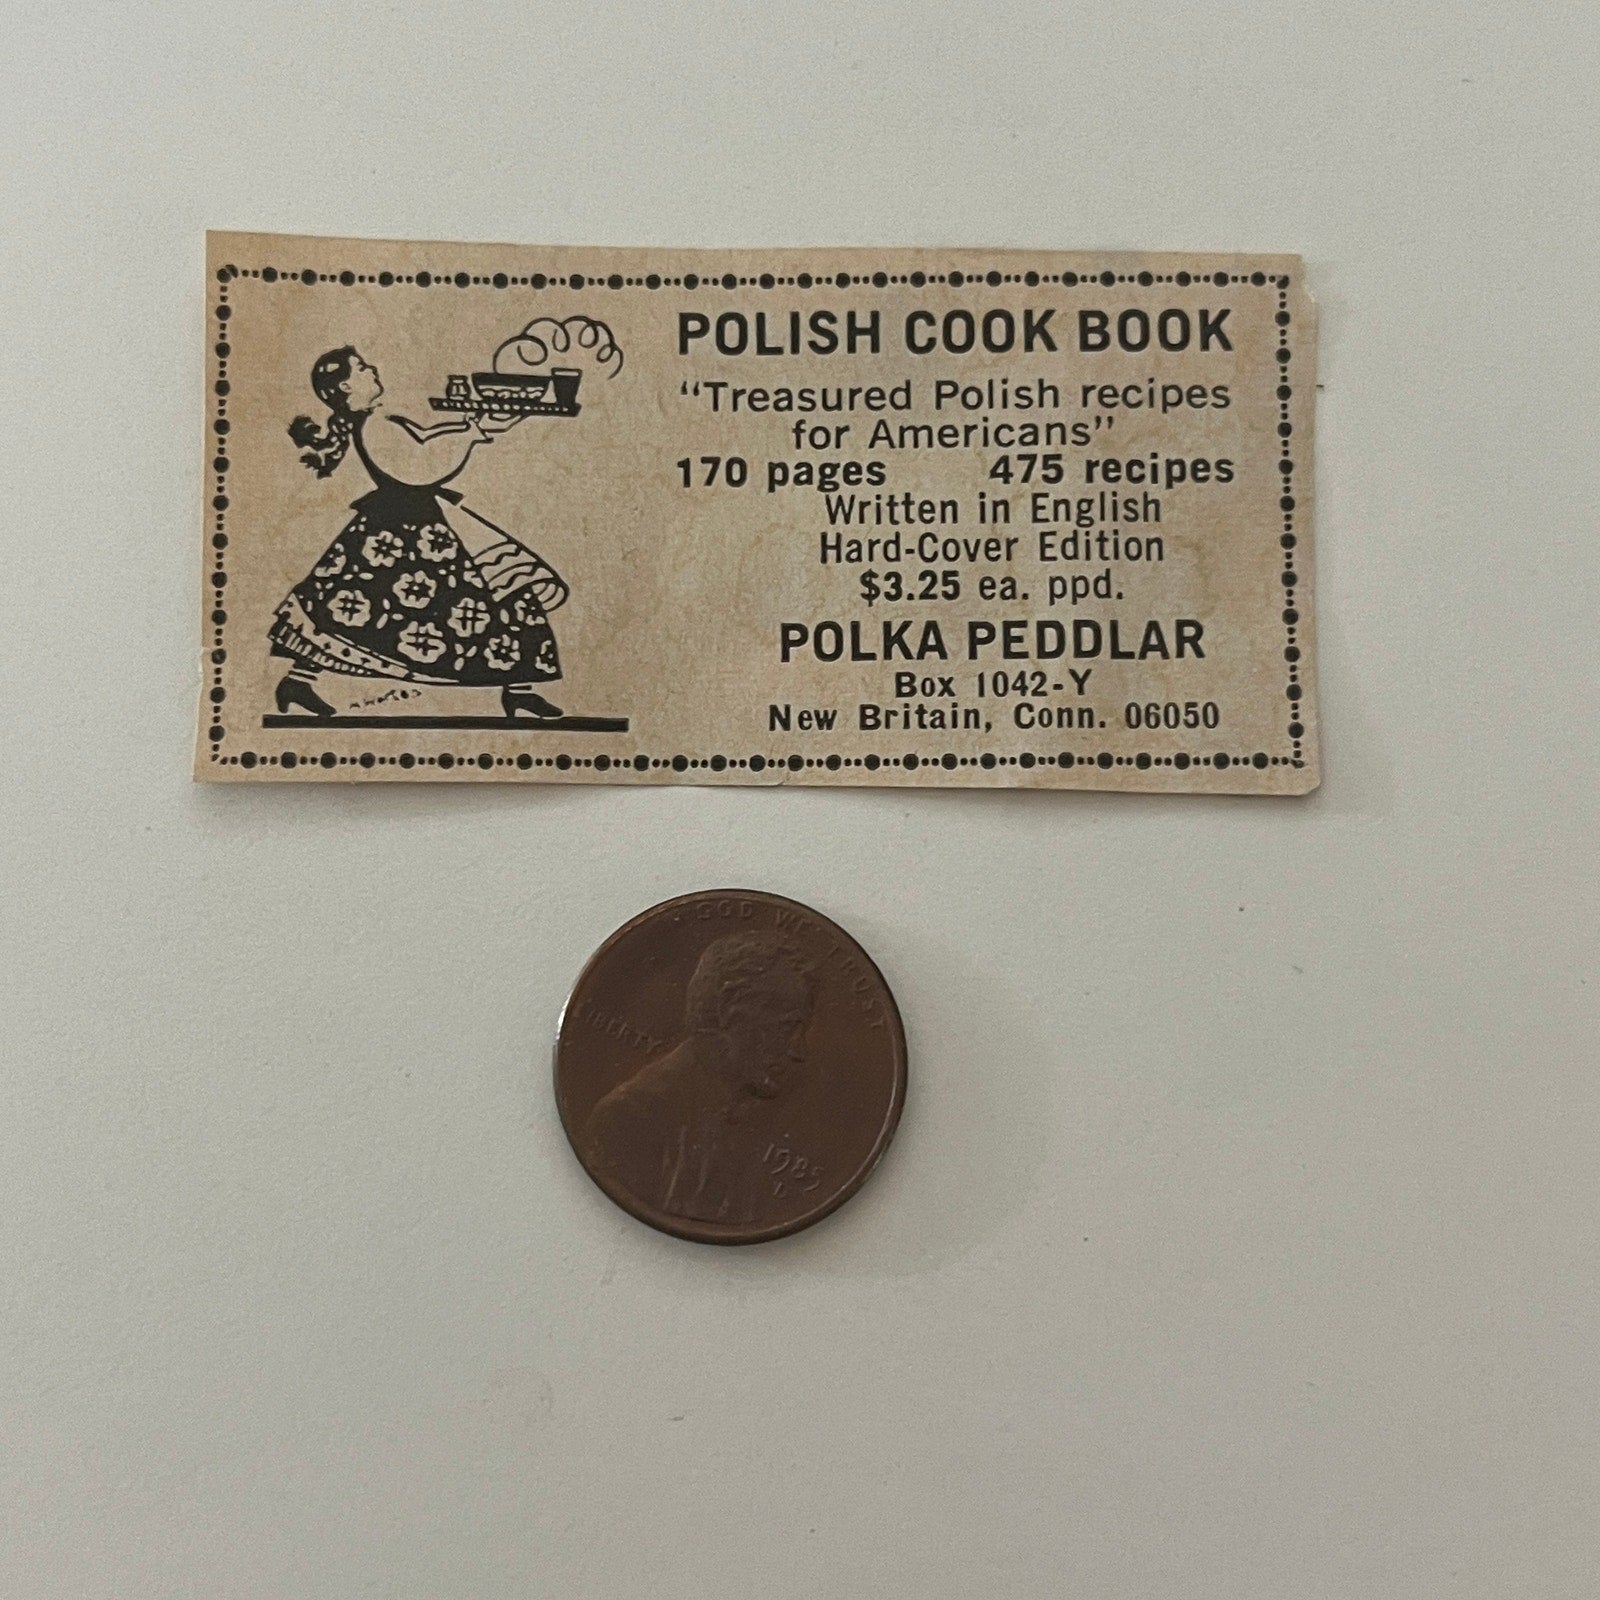 POLISH COOK BOOK
“Treasured Polish recipes
for Americans”
170 pages 475 recipes
Written in English
Hard-Cover Edition
$3.25 ea. ppd.
POLKA PEDDLAR
Box 1042-Y
New Britain, Conn. 06050
GOD WE TRUST
LIBERTY
D